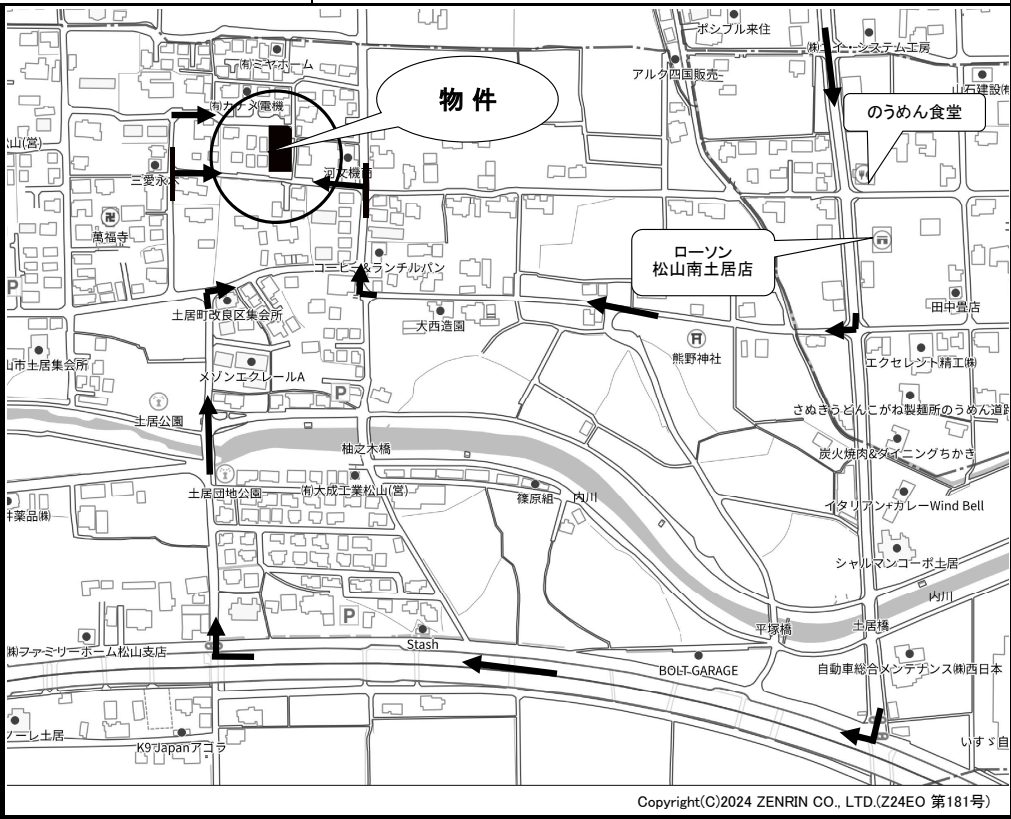 ポシブル来住
㈱エイ・システム工房
㈲ミヤホーム
アルク四国販売
山石建設㈱
物件
㈲カナメ電機
のうめん食堂
山(営)
三愛永木
萬福寺
ローソン
松山南土居店
コーヒー&ランチルパン
P
土居町改良区集会所
大西造園
田中畳店
熊野神社
山市土居集会所
エクセレント精工㈱
メゾンエクレールA
P
土居公園
さぬきうどんこがね製麺所のうめん道路
柚之木橋
炭火焼肉&ダイニングちかき
土居団地公園
㈲大成工業松山(営)
篠原組
内川
イタリアン+カレーWind Bell
井薬品㈱
シャルマンコーポ土居
内川
P
平塚橋
土居橋
Stash
㈱ファミリーホーム松山支店
BOLT GARAGE
自動車総合メンテナンス㈱西日本
ノーレ土居
K9 Japanアゴラ
いすゞ自
Copyright(C)2024 ZENRIN CO., LTD.(Z24EO 第181号)